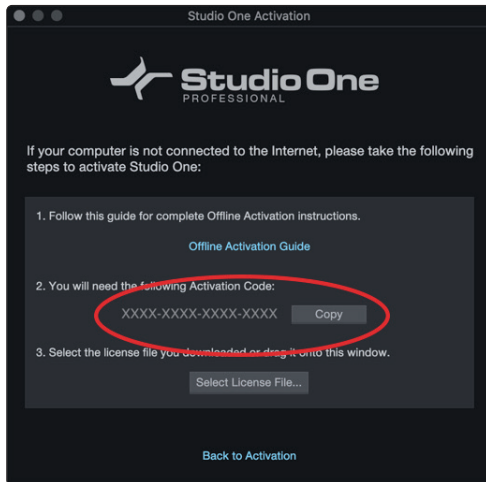 Studio One Activation
Studio One
PROFESSIONAL
If your computer is not connected to the Internet, please take the following
steps to activate Studio One:
1. Follow this guide for complete Offline Activation instructions.
Offline Activation Guide
2. You will need the following Activation Code:
XXXX-XXXX-XXXX-XXXX Copy
3. Select the license file you downloaded or drag it onto this window.
Select License File...
Back to Activation